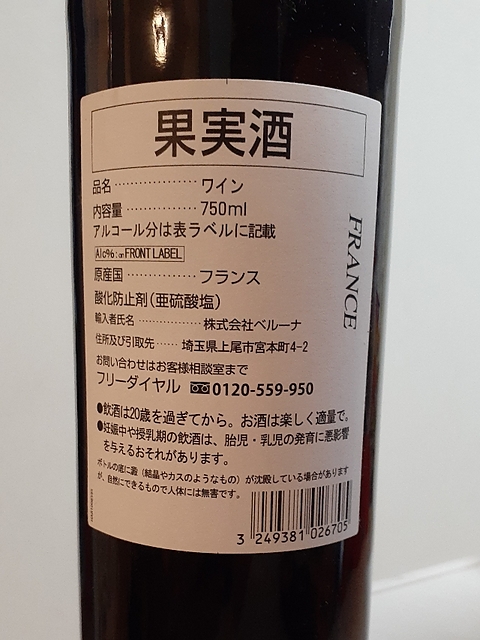 果実酒
品名 ·················· ワイン
内容量 ··············· 750ml
アルコール分は表ラベルに記載
Alc%:on FRONT LABEL
原産国 ··············· フランス
酸化防止剤(亜硫酸塩)
輸入者氏名 ················ 株式会社ベルーナ
住所及び引取先 ······ 埼玉県上尾市宮本町4-2
お問い合わせはお客様相談室まで
フリーダイヤル 0120-559-950
●飲酒は20歳を過ぎてから。お酒は楽しく適量で。
●妊娠中や授乳期の飲酒は、胎児・乳児の発育に悪影響
を与えるおそれがあります。
ボトルの底に澱(結晶やカスのようなもの)が沈殿している場合があります
が、自然にできるもので人体には無害です。
3 249381 026705
FRANCE